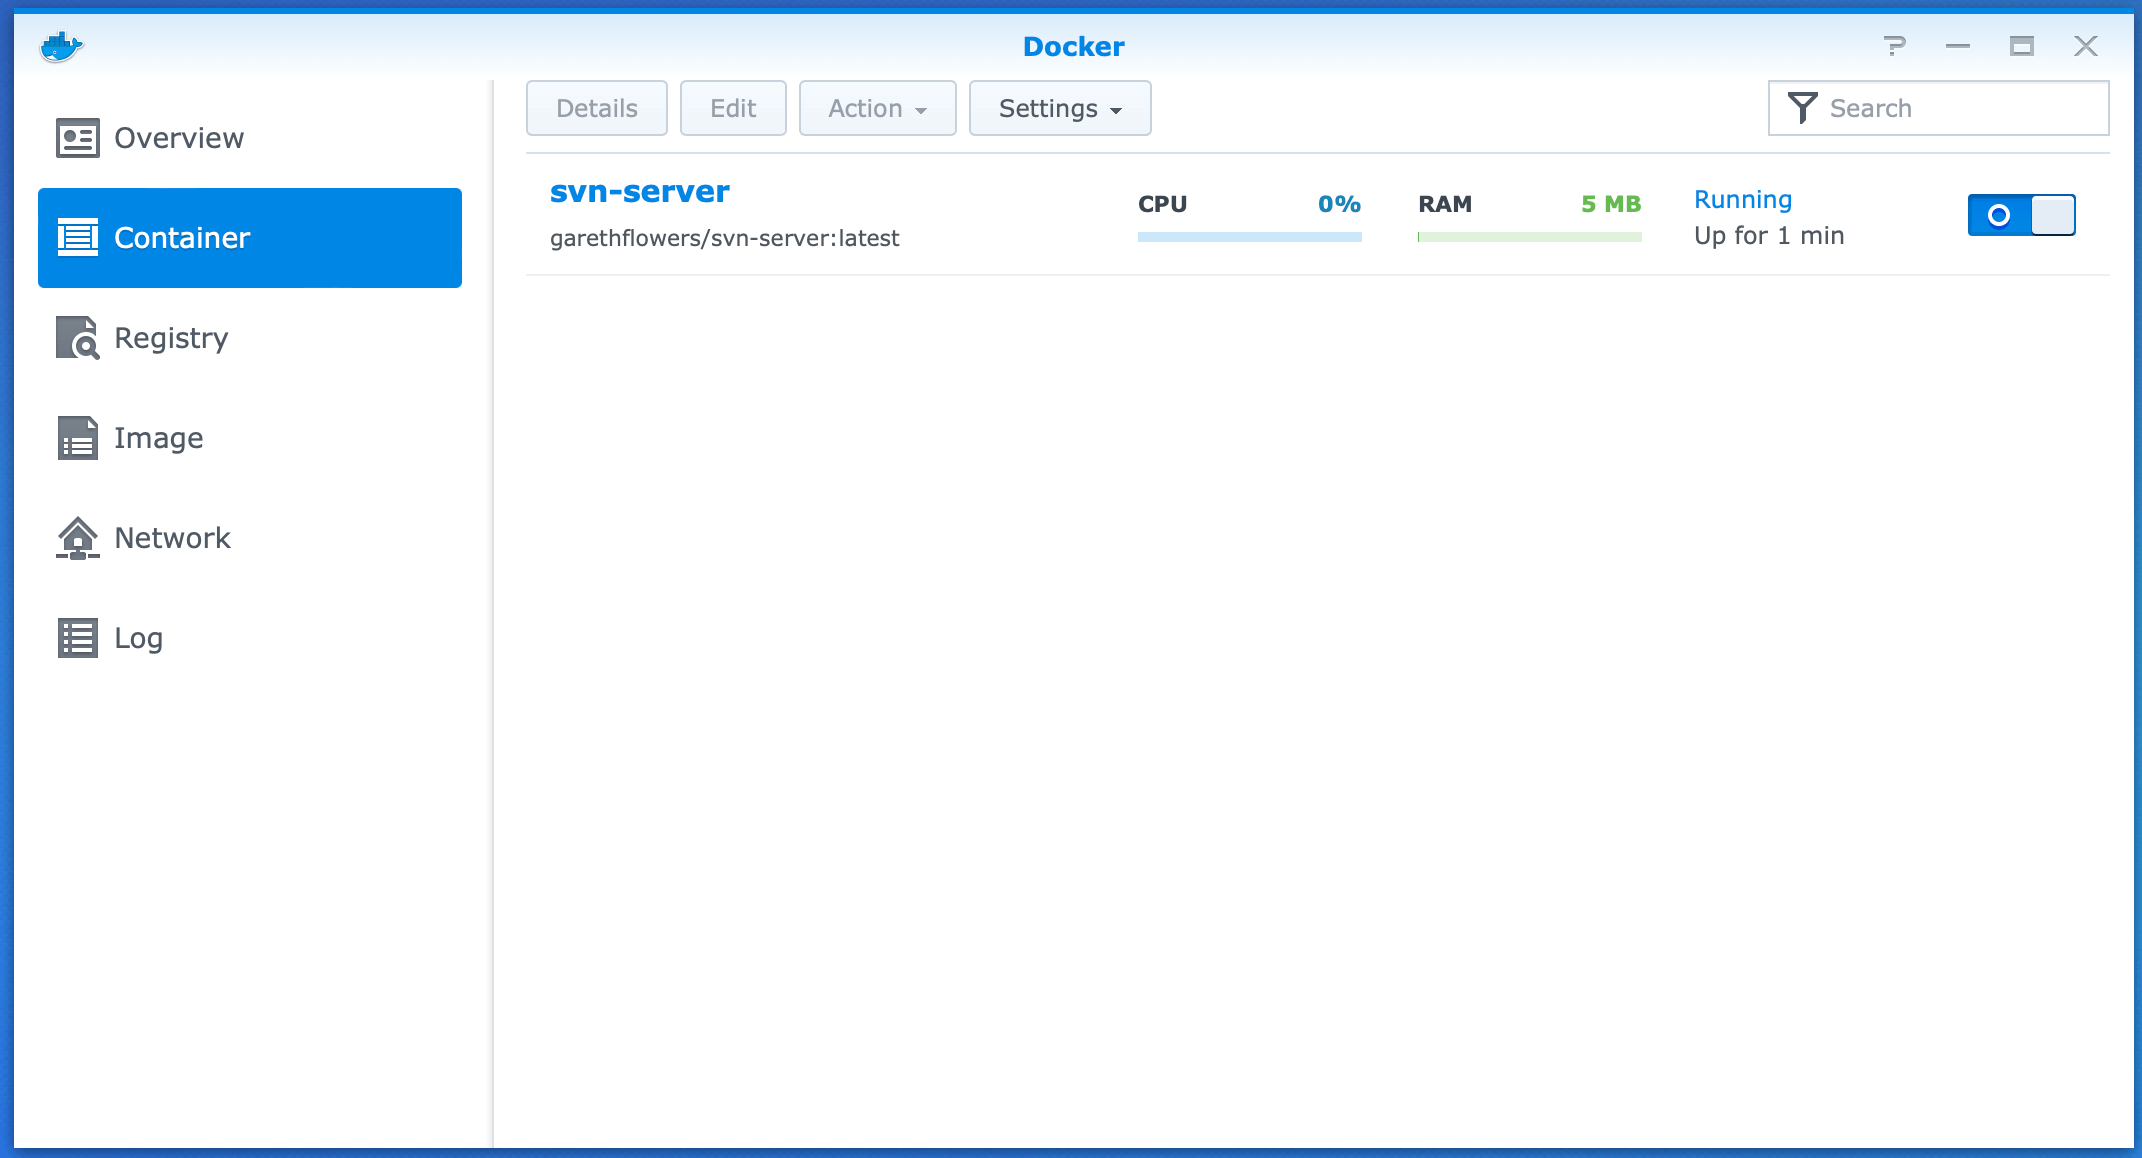 Docker
Overview
Container
Registry
Image
Network
Log
Details Edit Action Settings Search
svn-server CPU 0% RAM 5 MB Running
garethflowers/svn-server:latest Up for 1 min